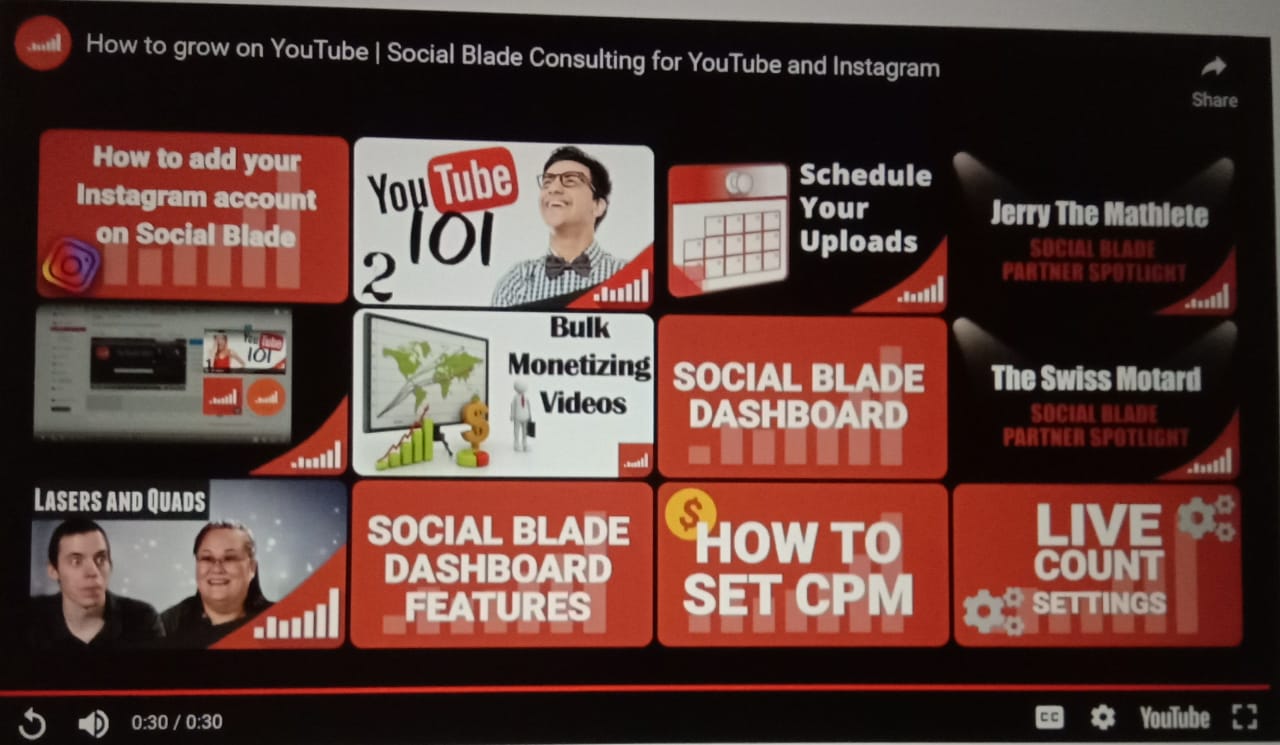 How to grow on YouTube | Social Blade Consulting for YouTube and Instagram
Share
How to add your
Instagram account
on Social Blade
YouTube
101
2
Schedule
Your
Uploads
Jerry The Mathlete
SOCIAL BLADE
PARTNER SPOTLIGHT
YouTube
101
1
Bulk
Monetizing
Videos
SOCIAL BLADE
DASHBOARD
The Swiss Motard
SOCIAL BLADE
PARTNER SPOTLIGHT
LASERS AND QUADS
SOCIAL BLADE
DASHBOARD
FEATURES
$
HOW TO
SET CPM
LIVE
COUNT
SETTINGS
0:30 / 0:30
CC
YouTube